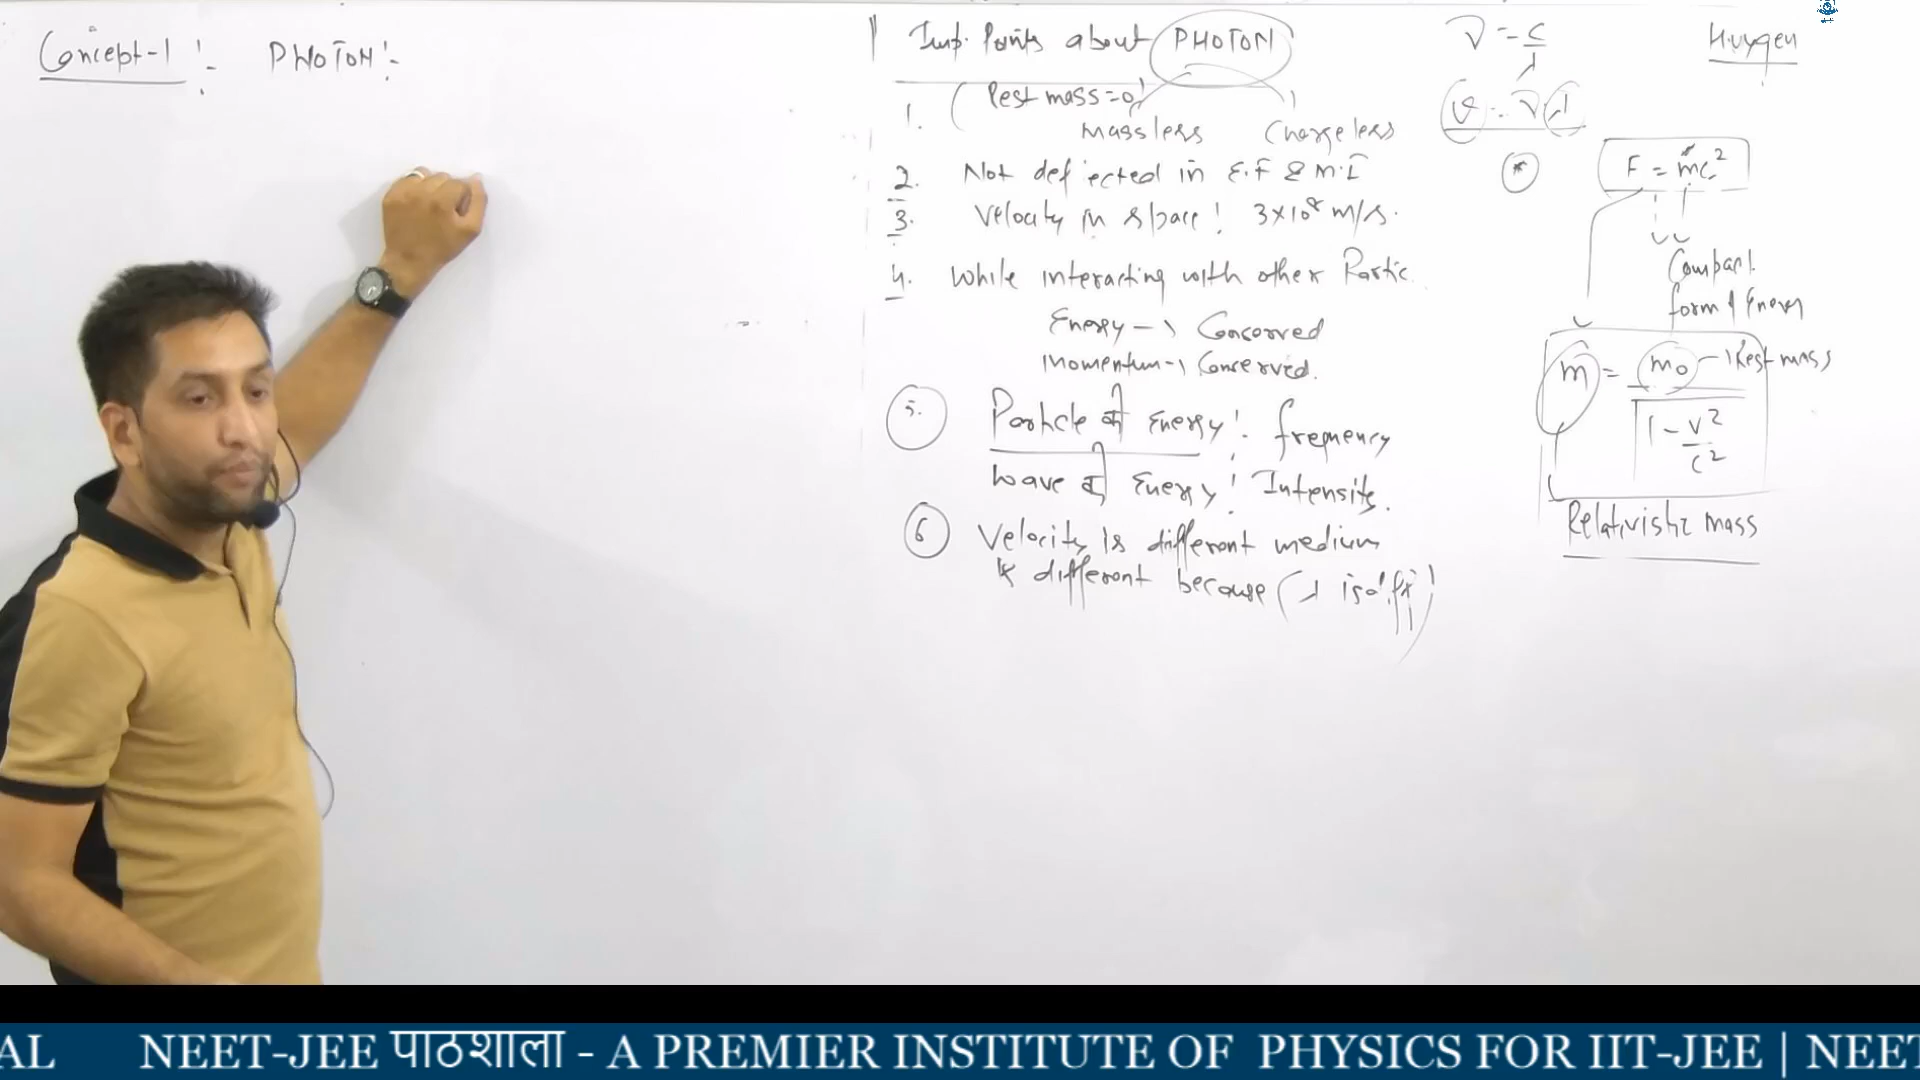 Concept-1 :- PHOTON :-
Imp. Points about PHOTON
1. (Rest mass = 0)
massless chargeless
2. Not deflected in E.F & M.F
3. Velocity in space : 3×10⁸ m/s.
4. While interacting with other Partic
Energy → Conserved
Momentum → Conserved.
5. Particle की Energy : frequency
Wave की Energy : Intensity.
6 Velocity is different medium
different because (λ is diff)
ν = c/λ
v = νλ
Huygen
* E = mc²
Compact
form of Energy
m = m₀ / √(1 - v²/c²) → Rest mass
Relativistic mass
AL NEET-JEE पाठशाला - A PREMIER INSTITUTE OF PHYSICS FOR IIT-JEE | NEET